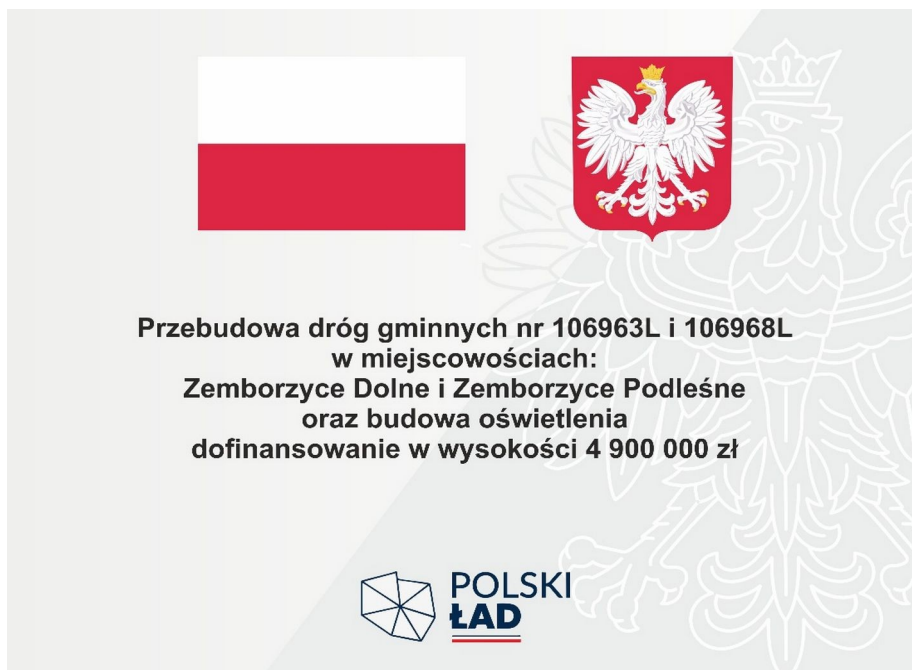 Przebudowa dróg gminnych nr 106963L i 106968L
w miejscowościach:
Zemborzyce Dolne i Zemborzyce Podleśne
oraz budowa oświetlenia
dofinansowanie w wysokości 4 900 000 zł
POLSKI
ŁAD